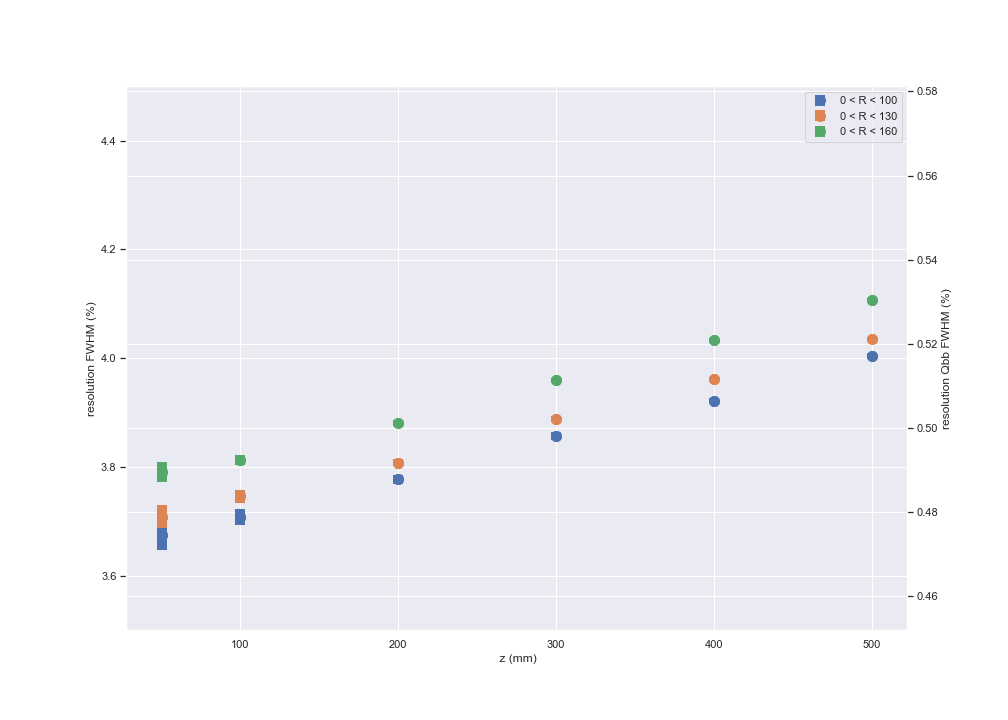 0 < R < 100
0 < R < 130
0 < R < 160
4.4
4.2
4.0
3.8
3.6
resolution FWHM (%)
0.58
0.56
0.54
0.52
0.50
0.48
0.46
resolution Qbb FWHM (%)
100
200
300
400
500
z (mm)